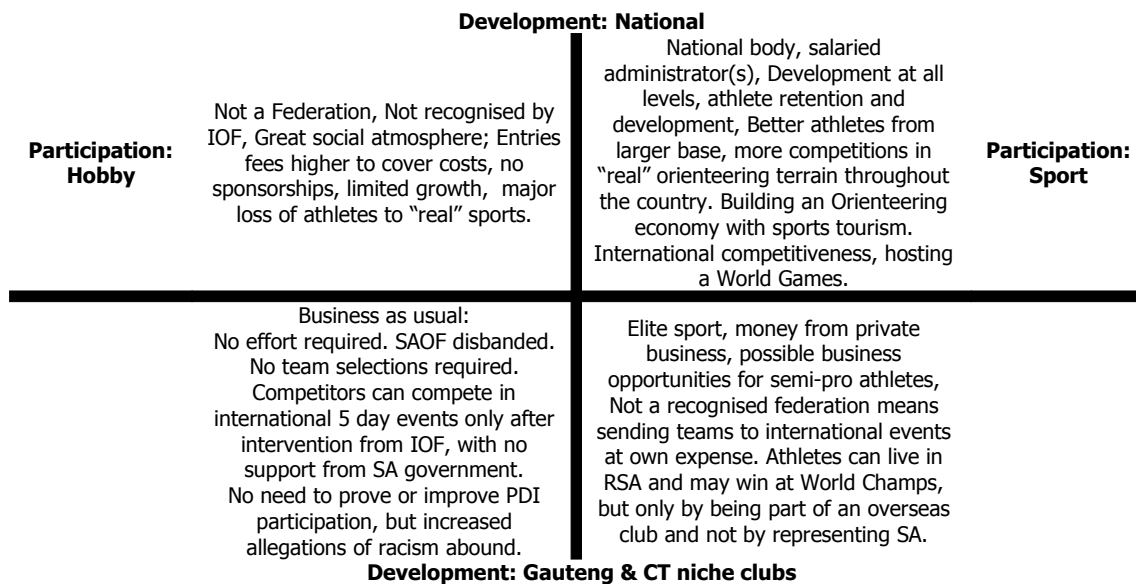 Development: National
Participation:
Hobby
Not a Federation, Not recognised by
IOF, Great social atmosphere; Entries
fees higher to cover costs, no
sponsorships, limited growth,  major
loss of athletes to “real” sports.
National body, salaried
administrator(s), Development at all
levels, athlete retention and
development, Better athletes from
larger base, more competitions in
“real” orienteering terrain throughout
the country. Building an Orienteering
economy with sports tourism.
International competitiveness, hosting
a World Games.
Participation:
Sport
Business as usual:
No effort required. SAOF disbanded.
No team selections required.
Competitors can compete in
international 5 day events only after
intervention from IOF, with no
support from SA government.
No need to prove or improve PDI
participation, but increased
allegations of racism abound.
Elite sport, money from private
business, possible business
opportunities for semi-pro athletes,
Not a recognised federation means
sending teams to international events
at own expense. Athletes can live in
RSA and may win at World Champs,
but only by being part of an overseas
club and not by representing SA.
Development: Gauteng & CT niche clubs